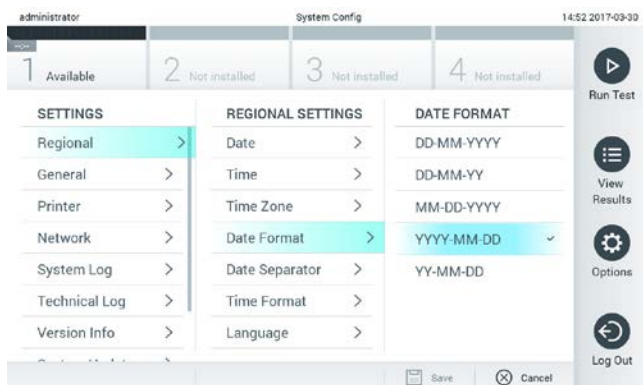 administrator System Config 14:52 2017-03-30
--:--
1 Available 2 Not installed 3 Not installed 4 Not installed
Run Test
SETTINGS REGIONAL SETTINGS DATE FORMAT
Regional Date DD-MM-YYYY
General Time DD-MM-YY
View
Results
Printer Time Zone MM-DD-YYYY
Network Date Format YYYY-MM-DD
System Log Date Separator YY-MM-DD
Options
Technical Log Time Format
Version Info Language
Log Out
Save Cancel